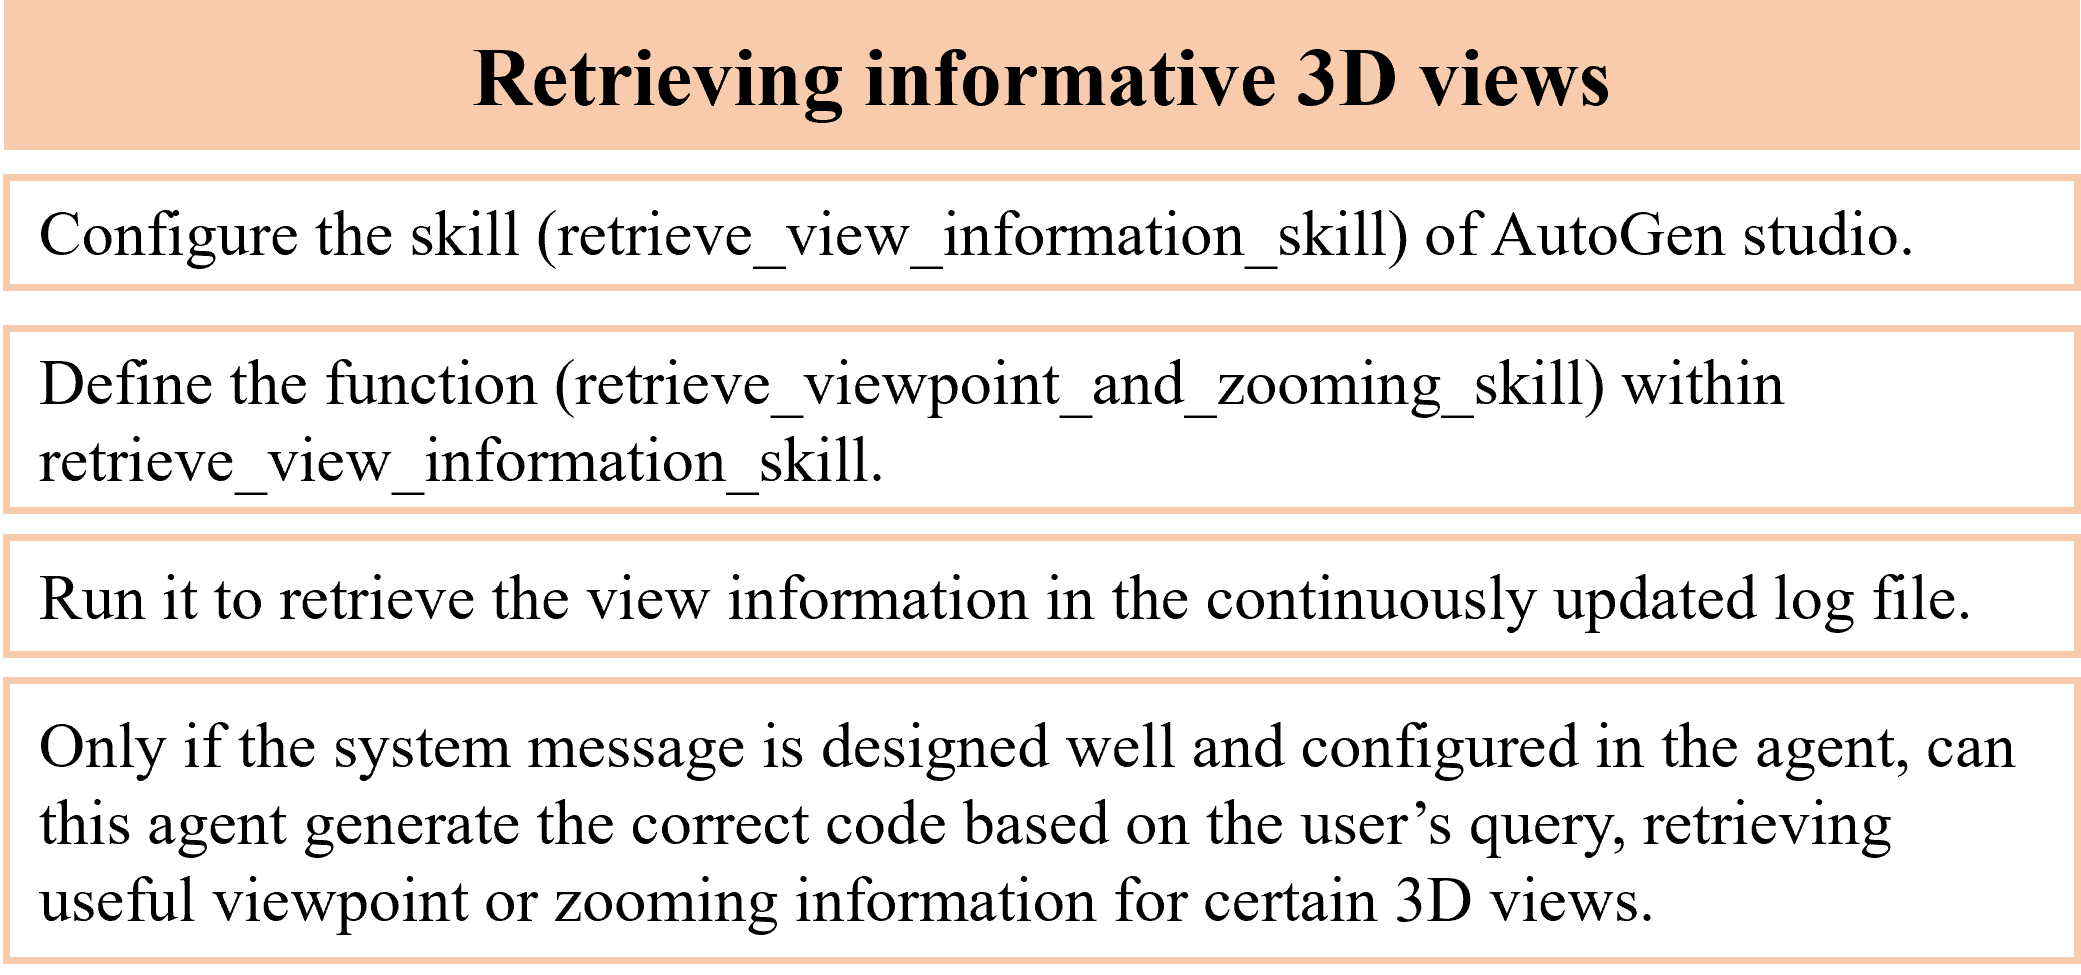 Retrieving informative 3D views
Configure the skill (retrieve_view_information_skill) of AutoGen studio.
Define the function (retrieve_viewpoint_and_zooming_skill) within
retrieve_view_information_skill.
Run it to retrieve the view information in the continuously updated log file.
Only if the system message is designed well and configured in the agent, can
this agent generate the correct code based on the user’s query, retrieving
useful viewpoint or zooming information for certain 3D views.